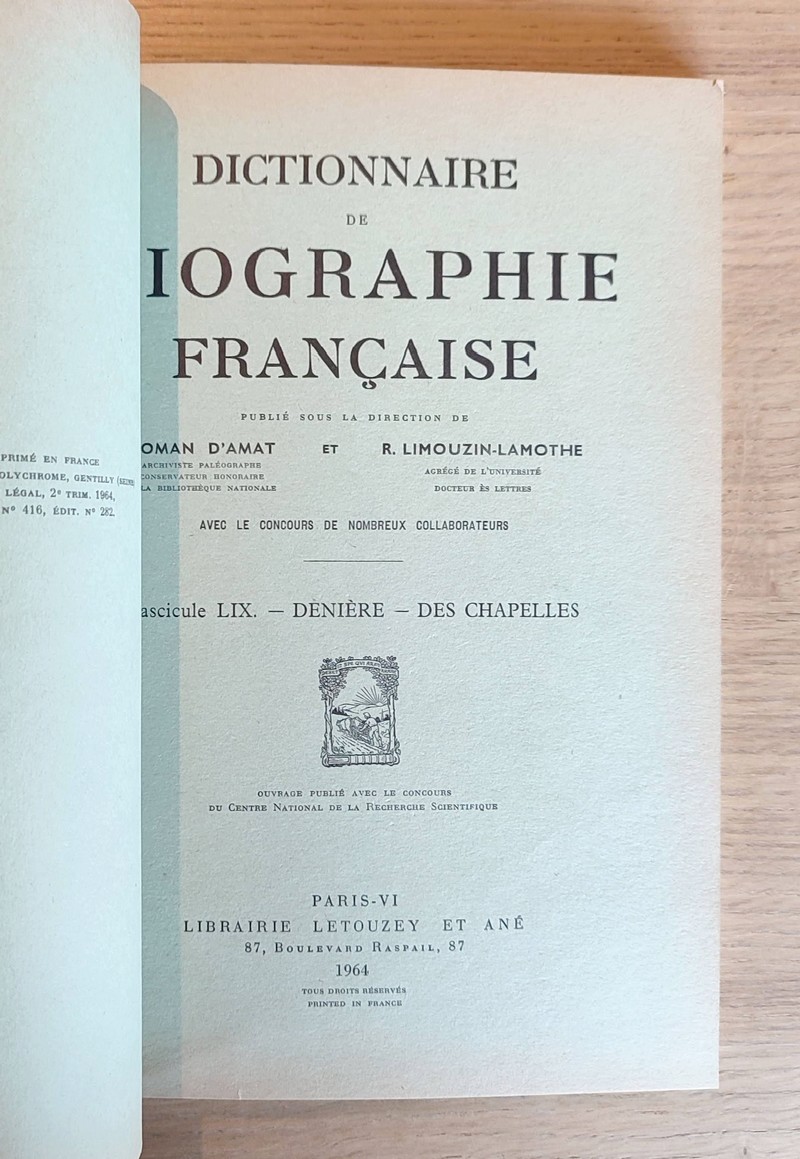 PRIMÉ EN FRANCE
OLYCHROME, GENTILLY (SEINE)
LÉGAL, 2e TRIM. 1964,
No 416, ÉDIT. No 282.
DICTIONNAIRE
DE
IOGRAPHIE
FRANÇAISE
PUBLIÉ SOUS LA DIRECTION DE
OMAN D'AMAT ET R. LIMOUZIN-LAMOTHE
ARCHIVISTE PALÉOGRAPHE AGRÉGÉ DE L'UNIVERSITÉ
CONSERVATEUR HONORAIRE
LA BIBLIOTHÈQUE NATIONALE DOCTEUR ÈS LETTRES
AVEC LE CONCOURS DE NOMBREUX COLLABORATEURS
ascicule LIX. — DENIÈRE — DES CHAPELLES
OUVRAGE PUBLIÉ AVEC LE CONCOURS
DU CENTRE NATIONAL DE LA RECHERCHE SCIENTIFIQUE
PARIS-VI
LIBRAIRIE LETOUZEY ET ANÉ
87, BOULEVARD RASPAIL, 87
1964
TOUS DROITS RÉSERVÉS
PRINTED IN FRANCE